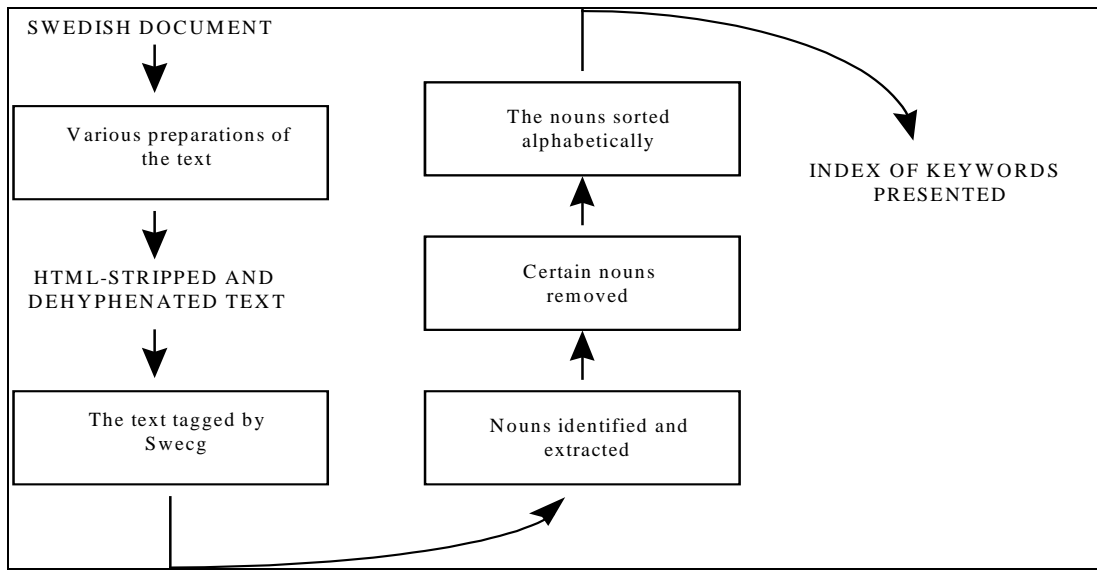 SWEDISH DOCUMENT
Various preparations of
the text
HTML-STRIPPED AND
DEHYPHENATED TEXT
The text tagged by
Swecg
Nouns identified and
extracted
Certain nouns
removed
The nouns sorted
alphabetically
INDEX OF KEYWORDS
PRESENTED